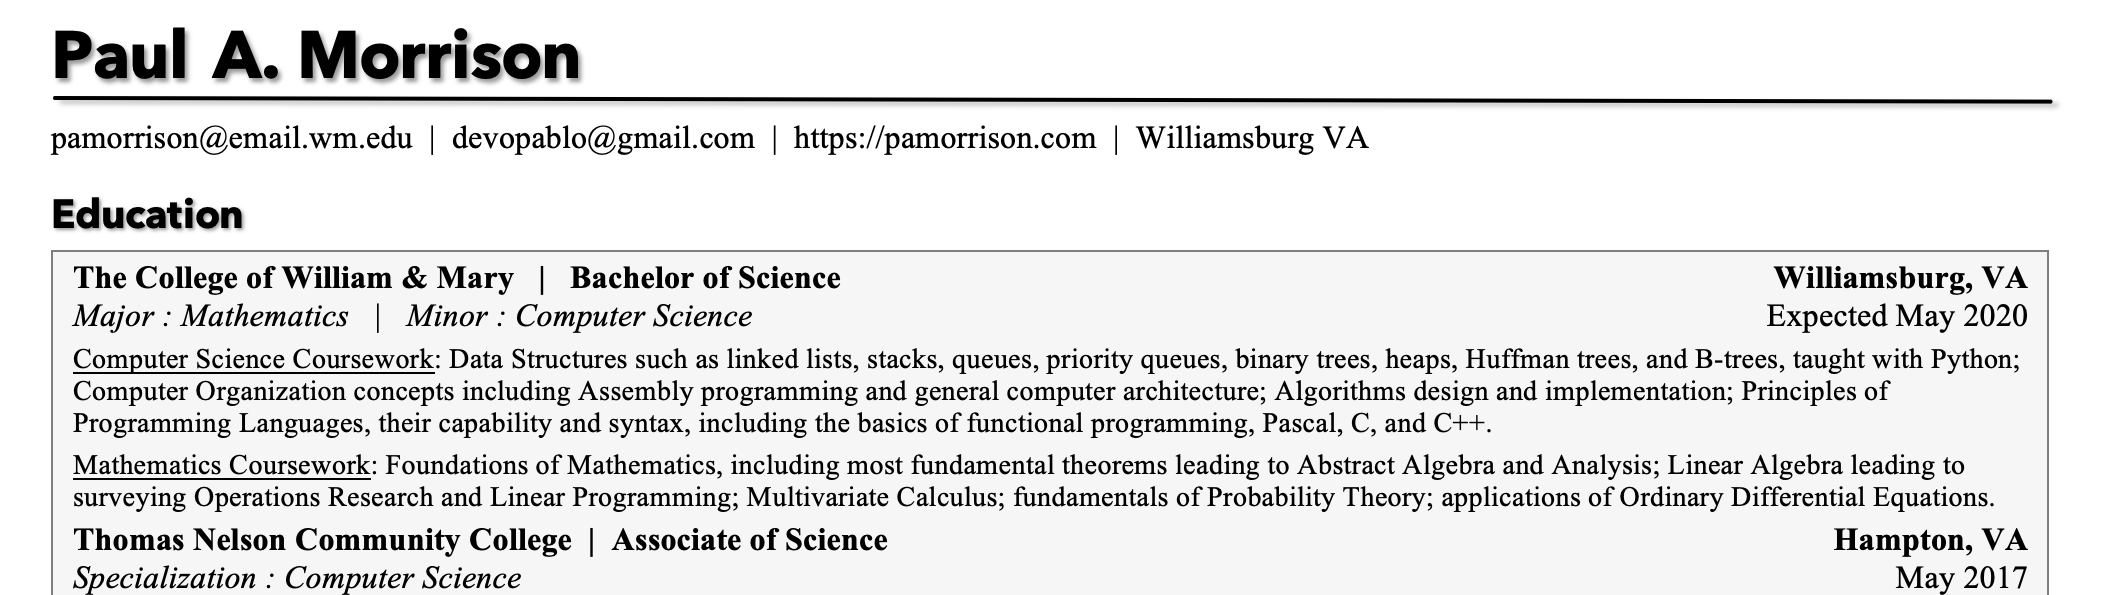 Paul A. Morrison
pamorrison@email.wm.edu | devopablo@gmail.com | https://pamorrison.com | Williamsburg VA
Education
The College of William & Mary | Bachelor of Science Williamsburg, VA
Major : Mathematics | Minor : Computer Science Expected May 2020
Computer Science Coursework: Data Structures such as linked lists, stacks, queues, priority queues, binary trees, heaps, Huffman trees, and B-trees, taught with Python;
Computer Organization concepts including Assembly programming and general computer architecture; Algorithms design and implementation; Principles of
Programming Languages, their capability and syntax, including the basics of functional programming, Pascal, C, and C++.
Mathematics Coursework: Foundations of Mathematics, including most fundamental theorems leading to Abstract Algebra and Analysis; Linear Algebra leading to
surveying Operations Research and Linear Programming; Multivariate Calculus; fundamentals of Probability Theory; applications of Ordinary Differential Equations.
Thomas Nelson Community College | Associate of Science Hampton, VA
Specialization : Computer Science May 2017